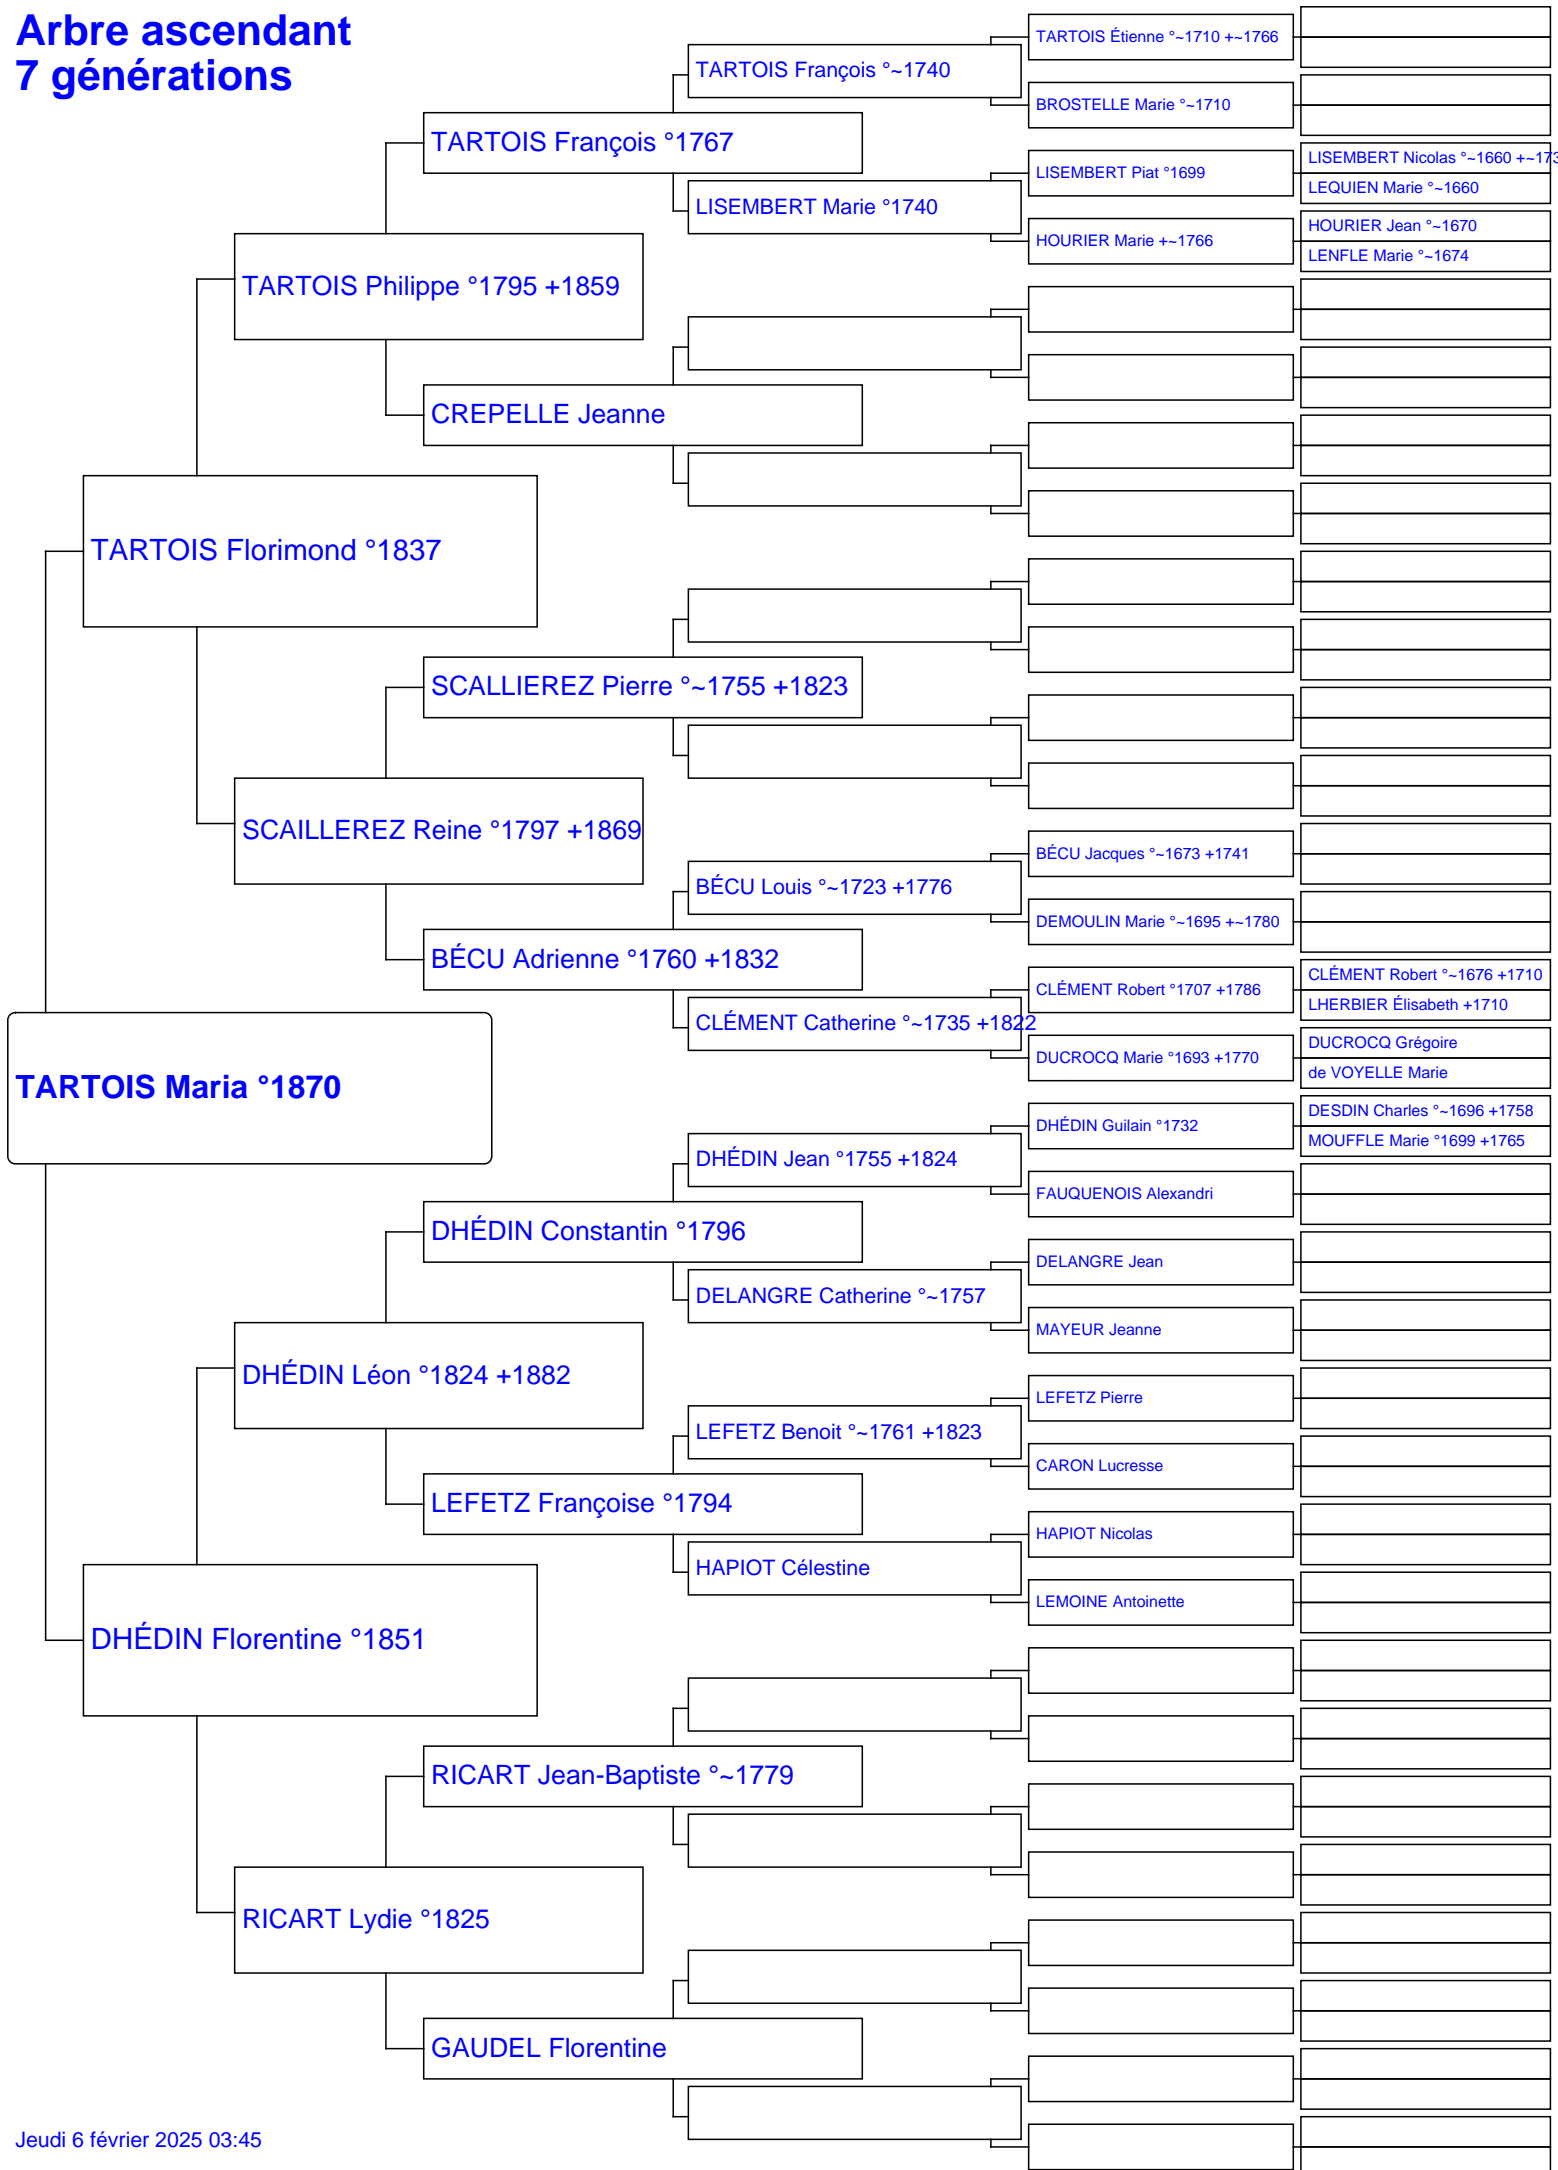 Arbre ascendant
7 générations
TARTOIS Étienne °~1710 +~1766
TARTOIS François °~1740
BROSTELLE Marie °~1710
TARTOIS François °1767
LISEMBERT Nicolas °~1660 +~173
LISEMBERT Piat °1699
LEQUIEN Marie °~1660
LISEMBERT Marie °1740
HOURIER Jean °~1670
HOURIER Marie +~1766
LENFLE Marie °~1674
TARTOIS Philippe °1795 +1859
CREPELLE Jeanne
TARTOIS Florimond °1837
SCALLIEREZ Pierre °~1755 +1823
SCAILLEREZ Reine °1797 +1869
BÉCU Jacques °~1673 +1741
BÉCU Louis °~1723 +1776
DEMOULIN Marie °~1695 +~1780
BÉCU Adrienne °1760 +1832
CLÉMENT Robert °~1676 +1710
CLÉMENT Robert °1707 +1786
LHERBIER Élisabeth +1710
CLÉMENT Catherine °~1735 +1822
DUCROCQ Grégoire
DUCROCQ Marie °1693 +1770
de VOYELLE Marie
TARTOIS Maria °1870
DESDIN Charles °~1696 +1758
DHÉDIN Guilain °1732
MOUFFLE Marie °1699 +1765
DHÉDIN Jean °1755 +1824
FAUQUENOIS Alexandri
DHÉDIN Constantin °1796
DELANGRE Jean
DELANGRE Catherine °~1757
MAYEUR Jeanne
DHÉDIN Léon °1824 +1882
LEFETZ Pierre
LEFETZ Benoit °~1761 +1823
CARON Lucresse
LEFETZ Françoise °1794
HAPIOT Nicolas
HAPIOT Célestine
LEMOINE Antoinette
DHÉDIN Florentine °1851
RICART Jean-Baptiste °~1779
RICART Lydie °1825
GAUDEL Florentine
Jeudi 6 février 2025 03:45